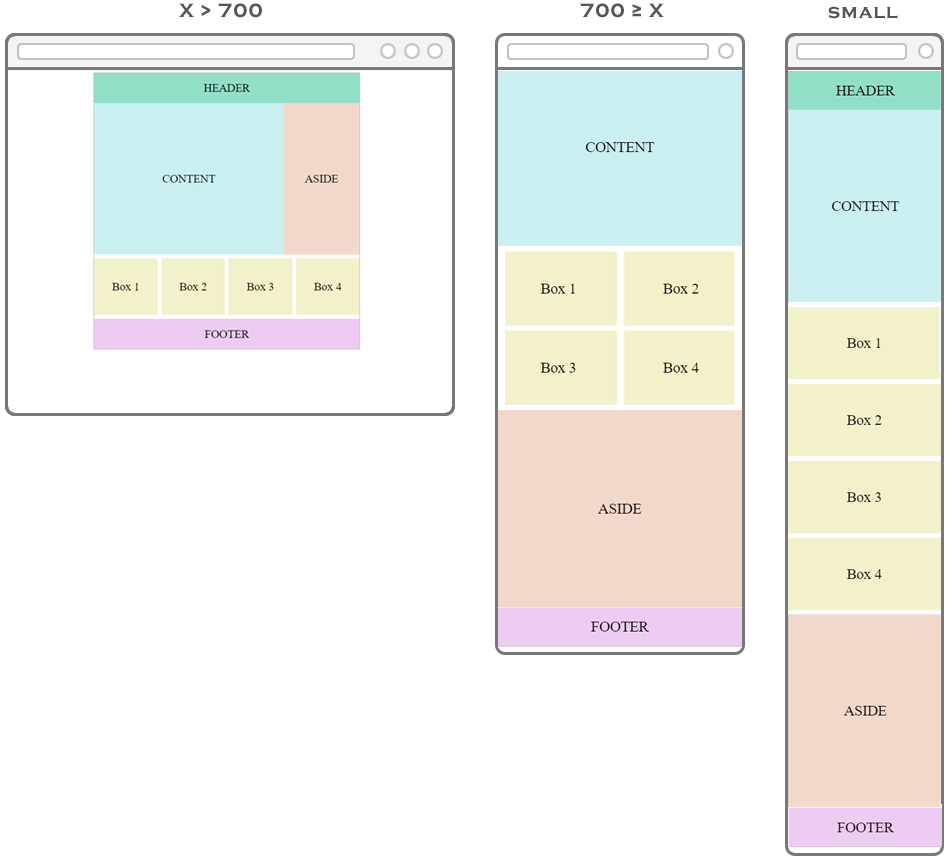 X > 700
HEADER
CONTENT
ASIDE
Box 1
Box 2
Box 3
Box 4
FOOTER
700 ≥ X
CONTENT
Box 1
Box 2
Box 3
Box 4
ASIDE
FOOTER
SMALL
HEADER
CONTENT
Box 1
Box 2
Box 3
Box 4
ASIDE
FOOTER